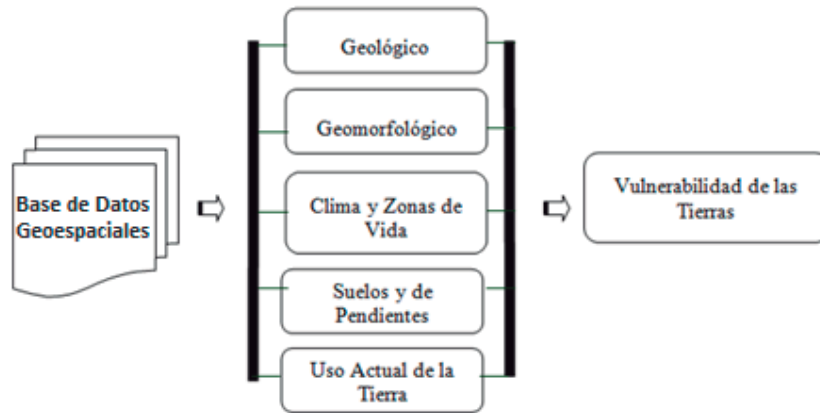 Base de Datos
Geoespaciales
Geológico
Geomorfológico
Clima y Zonas de
Vida
Suelos y de
Pendientes
Uso Actual de la
Tierra
Vulnerabilidad de las
Tierras